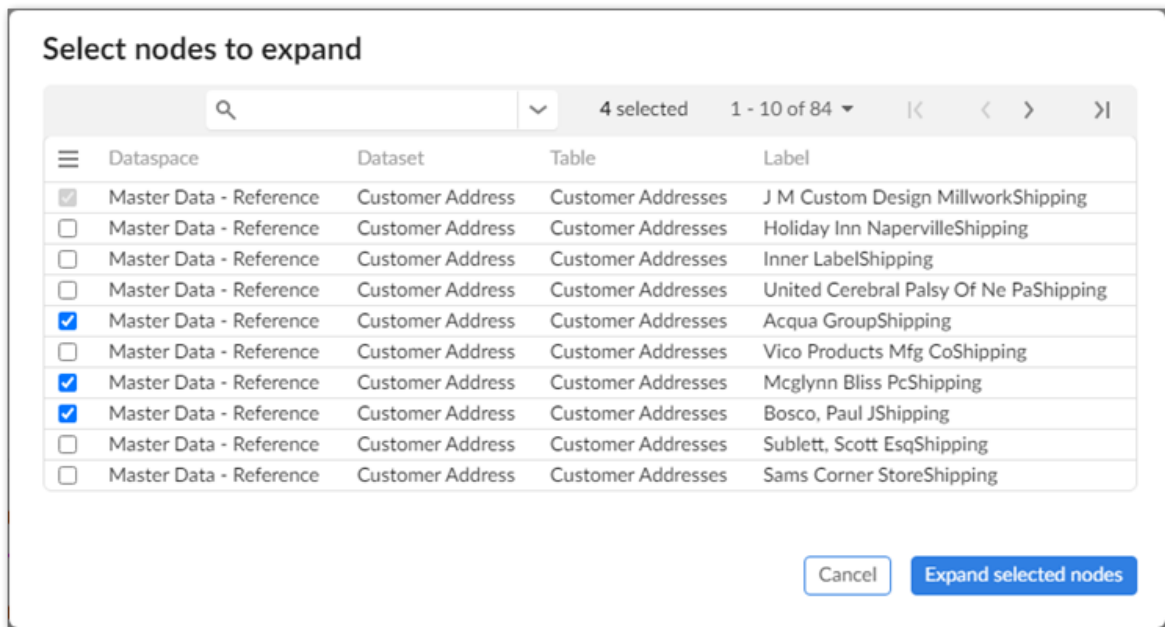 Select nodes to expand
4 selected 1 - 10 of 84
Dataspace Dataset Table Label
Master Data - Reference Customer Address Customer Addresses J M Custom Design MillworkShipping
Master Data - Reference Customer Address Customer Addresses Holiday Inn NapervilleShipping
Master Data - Reference Customer Address Customer Addresses Inner LabelShipping
Master Data - Reference Customer Address Customer Addresses United Cerebral Palsy Of Ne PaShipping
Master Data - Reference Customer Address Customer Addresses Acqua GroupShipping
Master Data - Reference Customer Address Customer Addresses Vico Products Mfg CoShipping
Master Data - Reference Customer Address Customer Addresses Mcglynn Bliss PcShipping
Master Data - Reference Customer Address Customer Addresses Bosco, Paul JShipping
Master Data - Reference Customer Address Customer Addresses Sublett, Scott EsqShipping
Master Data - Reference Customer Address Customer Addresses Sams Corner StoreShipping
Cancel Expand selected nodes